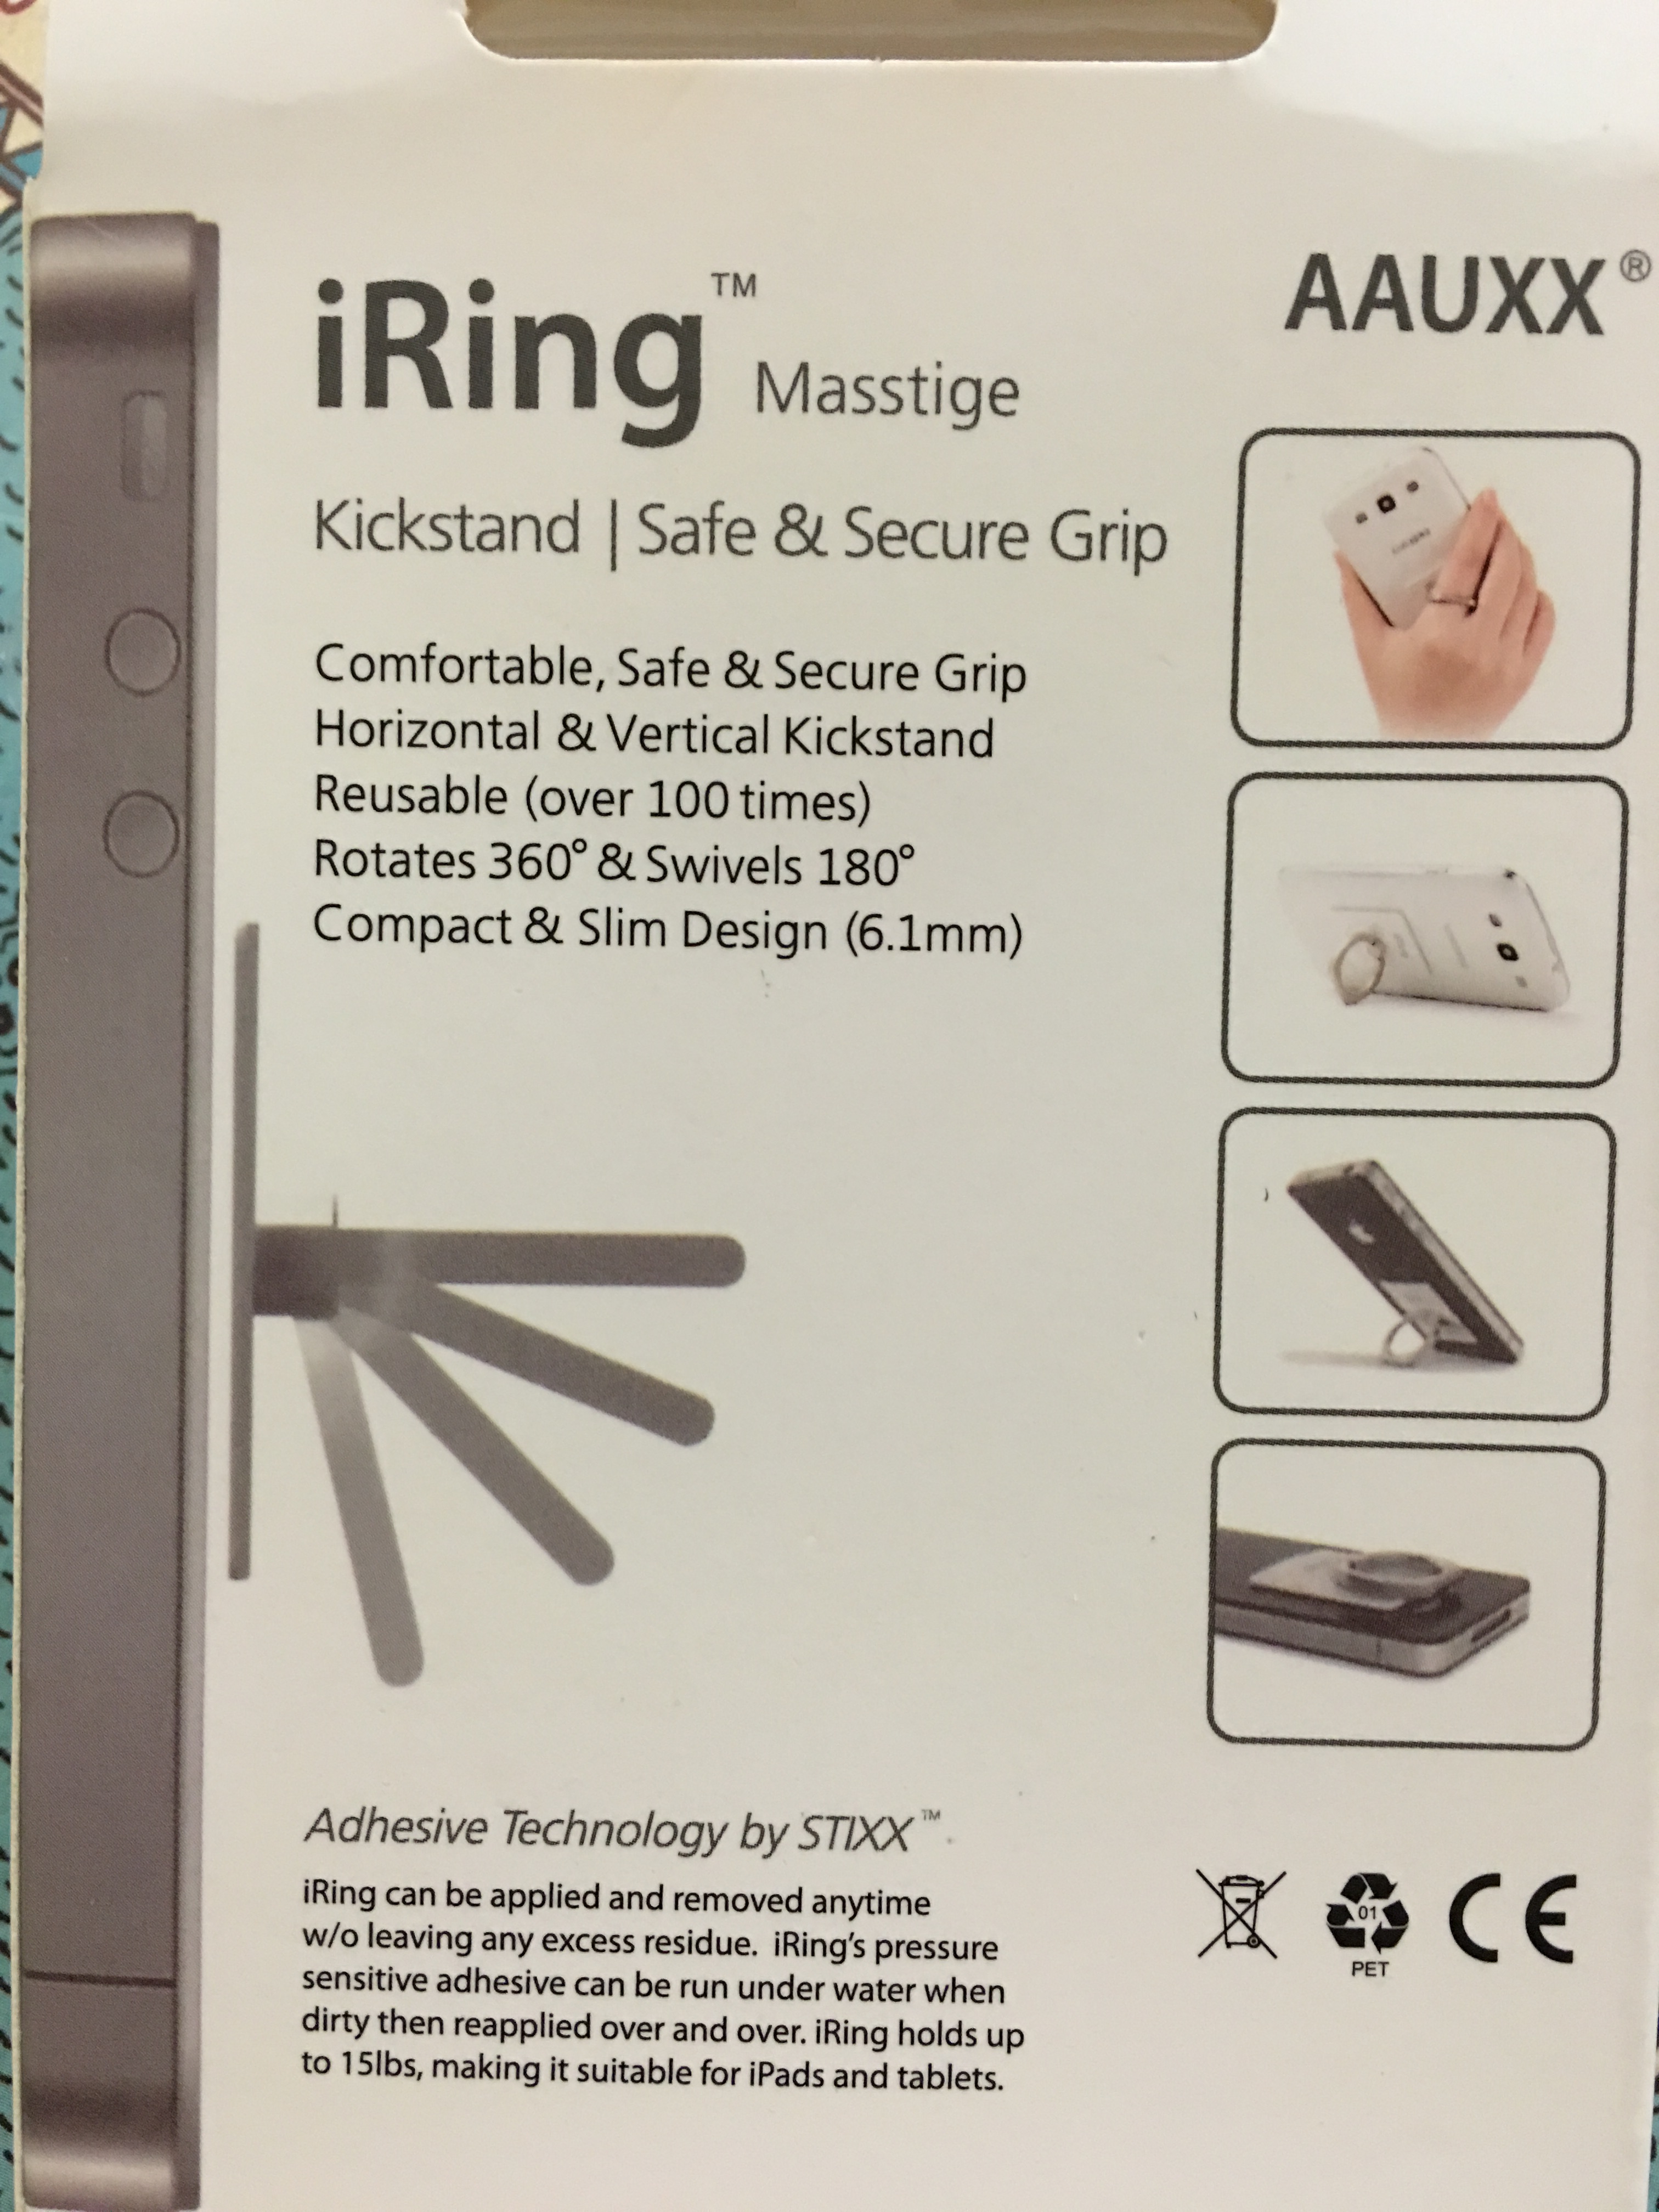 iRing™ Masstige
AAUXX®
Kickstand | Safe & Secure Grip
Comfortable, Safe & Secure Grip
Horizontal & Vertical Kickstand
Reusable (over 100 times)
Rotates 360° & Swivels 180°
Compact & Slim Design (6.1mm)
Adhesive Technology by STIXX™
iRing can be applied and removed anytime
w/o leaving any excess residue. iRing's pressure
sensitive adhesive can be run under water when
dirty then reapplied over and over. iRing holds up
to 15lbs, making it suitable for iPads and tablets.
01
PET
CE